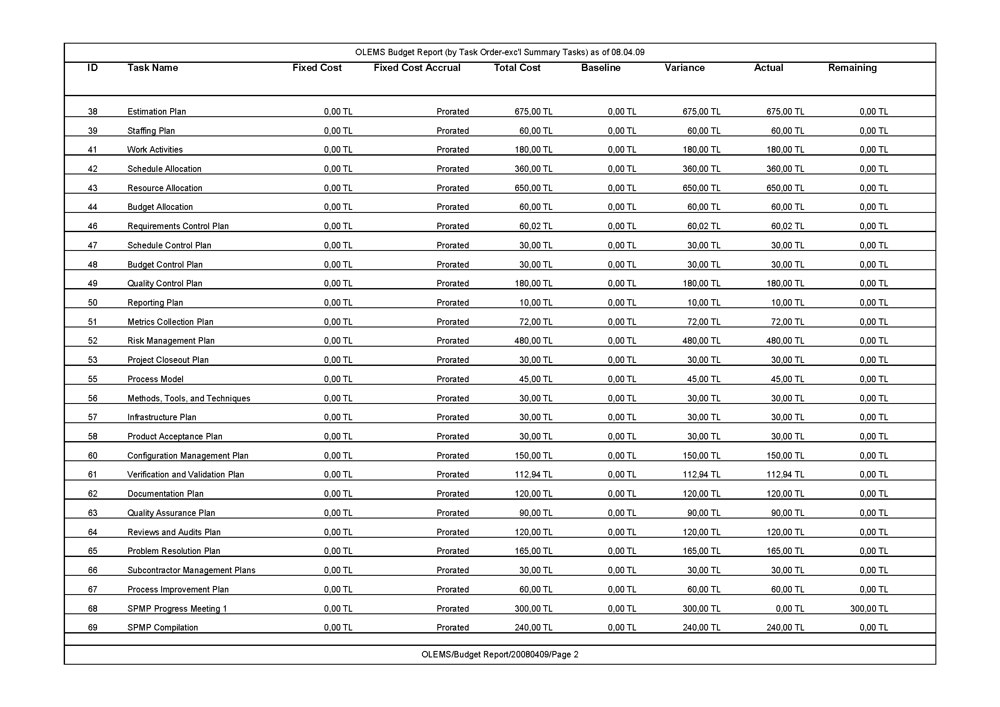 OLEMS Budget Report (by Task Order-exc'l Summary Tasks) as of 08.04.09
ID Task Name Fixed Cost Fixed Cost Accrual Total Cost Baseline Variance Actual Remaining
38 Estimation Plan 0,00 TL Prorated 675,00 TL 0,00 TL 675,00 TL 675,00 TL 0,00 TL
39 Staffing Plan 0,00 TL Prorated 60,00 TL 0,00 TL 60,00 TL 60,00 TL 0,00 TL
41 Work Activities 0,00 TL Prorated 180,00 TL 0,00 TL 180,00 TL 180,00 TL 0,00 TL
42 Schedule Allocation 0,00 TL Prorated 360,00 TL 0,00 TL 360,00 TL 360,00 TL 0,00 TL
43 Resource Allocation 0,00 TL Prorated 650,00 TL 0,00 TL 650,00 TL 650,00 TL 0,00 TL
44 Budget Allocation 0,00 TL Prorated 60,00 TL 0,00 TL 60,00 TL 60,00 TL 0,00 TL
46 Requirements Control Plan 0,00 TL Prorated 60,02 TL 0,00 TL 60,02 TL 60,02 TL 0,00 TL
47 Schedule Control Plan 0,00 TL Prorated 30,00 TL 0,00 TL 30,00 TL 30,00 TL 0,00 TL
48 Budget Control Plan 0,00 TL Prorated 30,00 TL 0,00 TL 30,00 TL 30,00 TL 0,00 TL
49 Quality Control Plan 0,00 TL Prorated 180,00 TL 0,00 TL 180,00 TL 180,00 TL 0,00 TL
50 Reporting Plan 0,00 TL Prorated 10,00 TL 0,00 TL 10,00 TL 10,00 TL 0,00 TL
51 Metrics Collection Plan 0,00 TL Prorated 72,00 TL 0,00 TL 72,00 TL 72,00 TL 0,00 TL
52 Risk Management Plan 0,00 TL Prorated 480,00 TL 0,00 TL 480,00 TL 480,00 TL 0,00 TL
53 Project Closeout Plan 0,00 TL Prorated 30,00 TL 0,00 TL 30,00 TL 30,00 TL 0,00 TL
55 Process Model 0,00 TL Prorated 45,00 TL 0,00 TL 45,00 TL 45,00 TL 0,00 TL
56 Methods, Tools, and Techniques 0,00 TL Prorated 30,00 TL 0,00 TL 30,00 TL 30,00 TL 0,00 TL
57 Infrastructure Plan 0,00 TL Prorated 30,00 TL 0,00 TL 30,00 TL 30,00 TL 0,00 TL
58 Product Acceptance Plan 0,00 TL Prorated 30,00 TL 0,00 TL 30,00 TL 30,00 TL 0,00 TL
60 Configuration Management Plan 0,00 TL Prorated 150,00 TL 0,00 TL 150,00 TL 150,00 TL 0,00 TL
61 Verification and Validation Plan 0,00 TL Prorated 112,94 TL 0,00 TL 112,94 TL 112,94 TL 0,00 TL
62 Documentation Plan 0,00 TL Prorated 120,00 TL 0,00 TL 120,00 TL 120,00 TL 0,00 TL
63 Quality Assurance Plan 0,00 TL Prorated 90,00 TL 0,00 TL 90,00 TL 90,00 TL 0,00 TL
64 Reviews and Audits Plan 0,00 TL Prorated 120,00 TL 0,00 TL 120,00 TL 120,00 TL 0,00 TL
65 Problem Resolution Plan 0,00 TL Prorated 165,00 TL 0,00 TL 165,00 TL 165,00 TL 0,00 TL
66 Subcontractor Management Plans 0,00 TL Prorated 30,00 TL 0,00 TL 30,00 TL 30,00 TL 0,00 TL
67 Process Improvement Plan 0,00 TL Prorated 60,00 TL 0,00 TL 60,00 TL 60,00 TL 0,00 TL
68 SPMP Progress Meeting 1 0,00 TL Prorated 300,00 TL 0,00 TL 300,00 TL 0,00 TL 300,00 TL
69 SPMP Compilation 0,00 TL Prorated 240,00 TL 0,00 TL 240,00 TL 240,00 TL 0,00 TL
OLEMS/Budget Report/20080409/Page 2